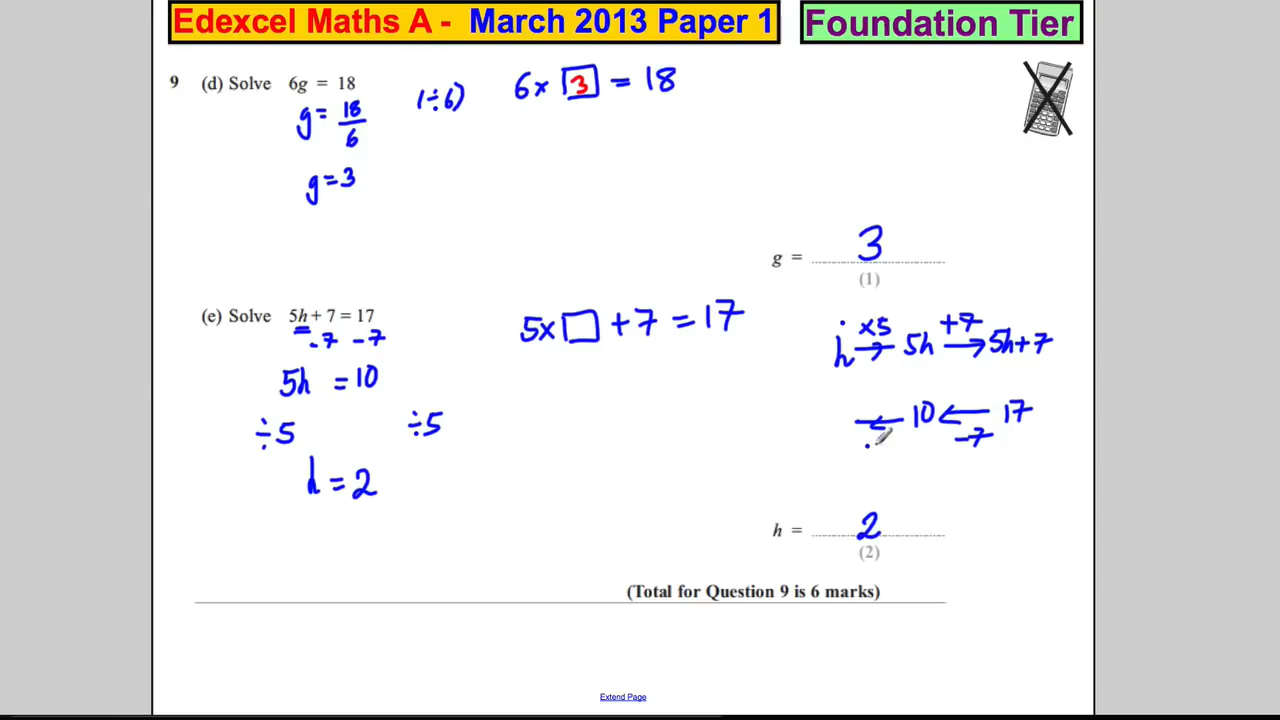 Edexcel Maths A - March 2013 Paper 1
Foundation Tier
9 (d) Solve 6g = 18
(÷6)
6 × 3 = 18
g = 18/6
g = 3
g = 3
(1)
(e) Solve 5h + 7 = 17
-7 -7
5h = 10
÷5 ÷5
h = 2
5 × □ + 7 = 17
×5 +7
h → 5h → 5h + 7
← 10 ← 17
-7
h = 2
(2)
(Total for Question 9 is 6 marks)
Extend Page